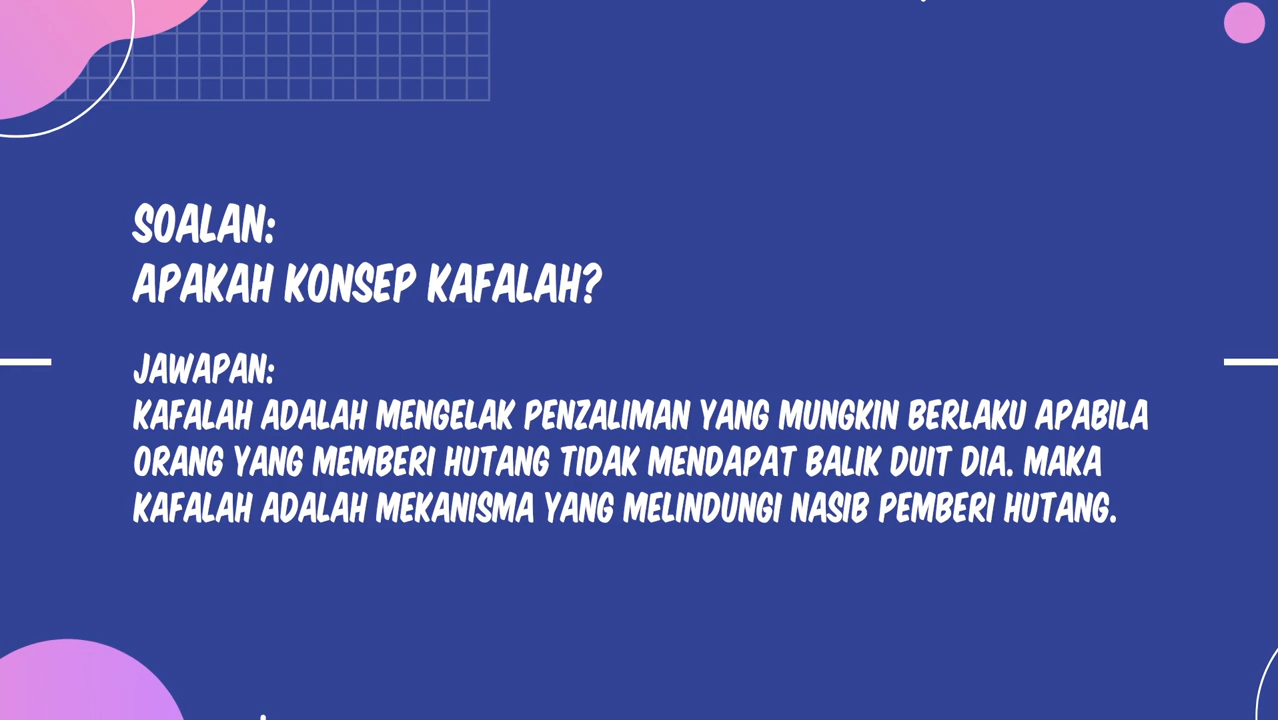 SOALAN:
APAKAH KONSEP KAFALAH?
JAWAPAN:
KAFALAH ADALAH MENGELAK PENZALIMAN YANG MUNGKIN BERLAKU APABILA
ORANG YANG MEMBERI HUTANG TIDAK MENDAPAT BALIK DUIT DIA. MAKA
KAFALAH ADALAH MEKANISMA YANG MELINDUNGI NASIB PEMBERI HUTANG.